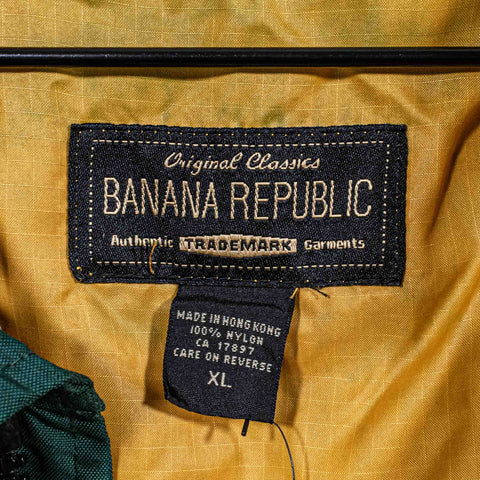 Original Classics
BANANA REPUBLIC
Authentic TRADEMARK Garments
MADE IN HONG KONG
100% NYLON
CA 17897
CARE ON REVERSE
XL